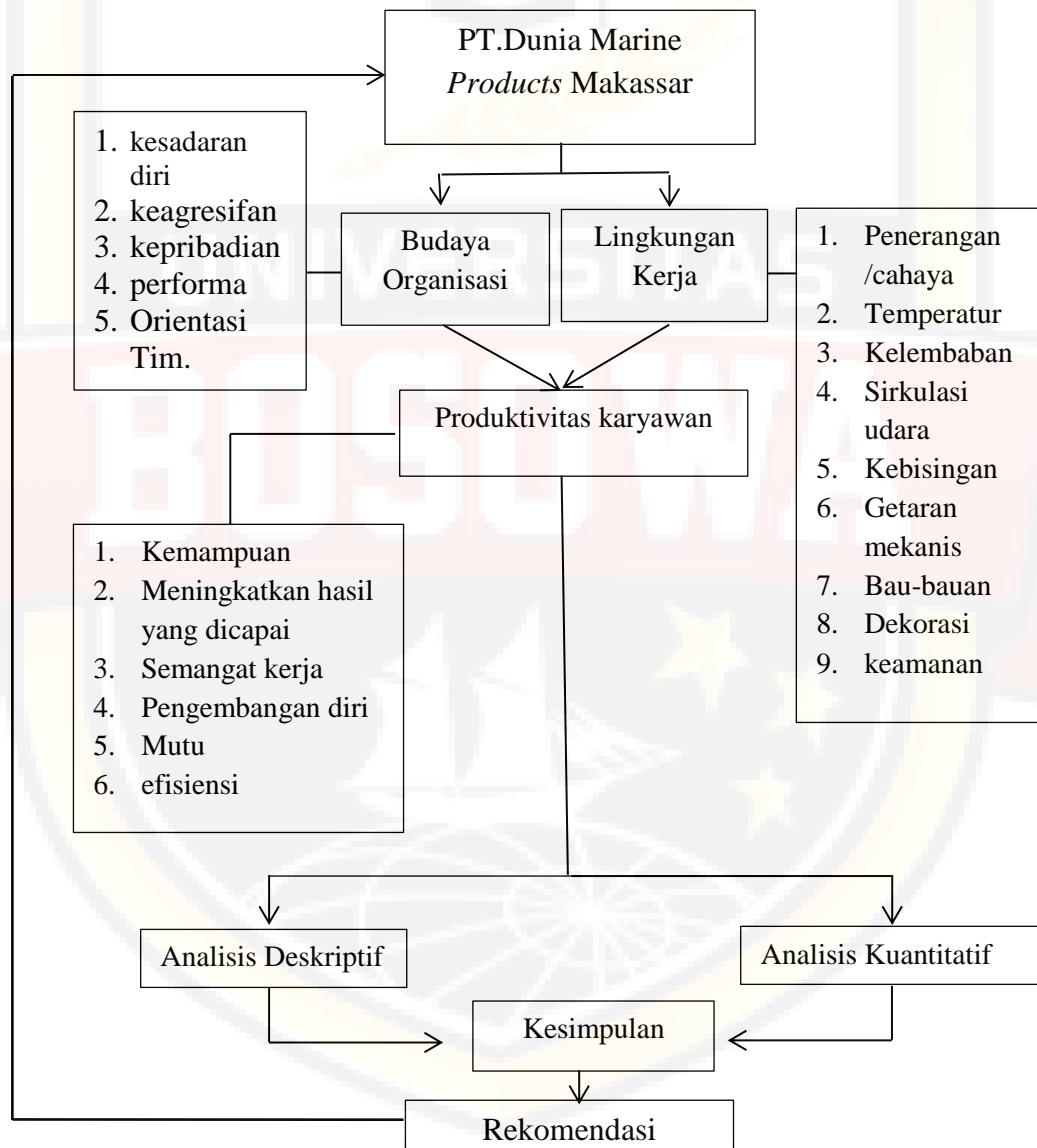 PT.Dunia Marine
Products Makassar
1. kesadaran
diri
2. keagresifan
3. kepribadian
4. performa
5. Orientasi
Tim.
Budaya
Organisasi
Lingkungan
Kerja
1. Penerangan
/cahaya
2. Temperatur
3. Kelembaban
4. Sirkulasi
udara
5. Kebisingan
6. Getaran
mekanis
7. Bau-bauan
8. Dekorasi
9. keamanan
Produktivitas karyawan
1. Kemampuan
2. Meningkatkan hasil
yang dicapai
3. Semangat kerja
4. Pengembangan diri
5. Mutu
6. efisiensi
Analisis Deskriptif
Analisis Kuantitatif
Kesimpulan
Rekomendasi
UNIVERSITAS
BOSOWA